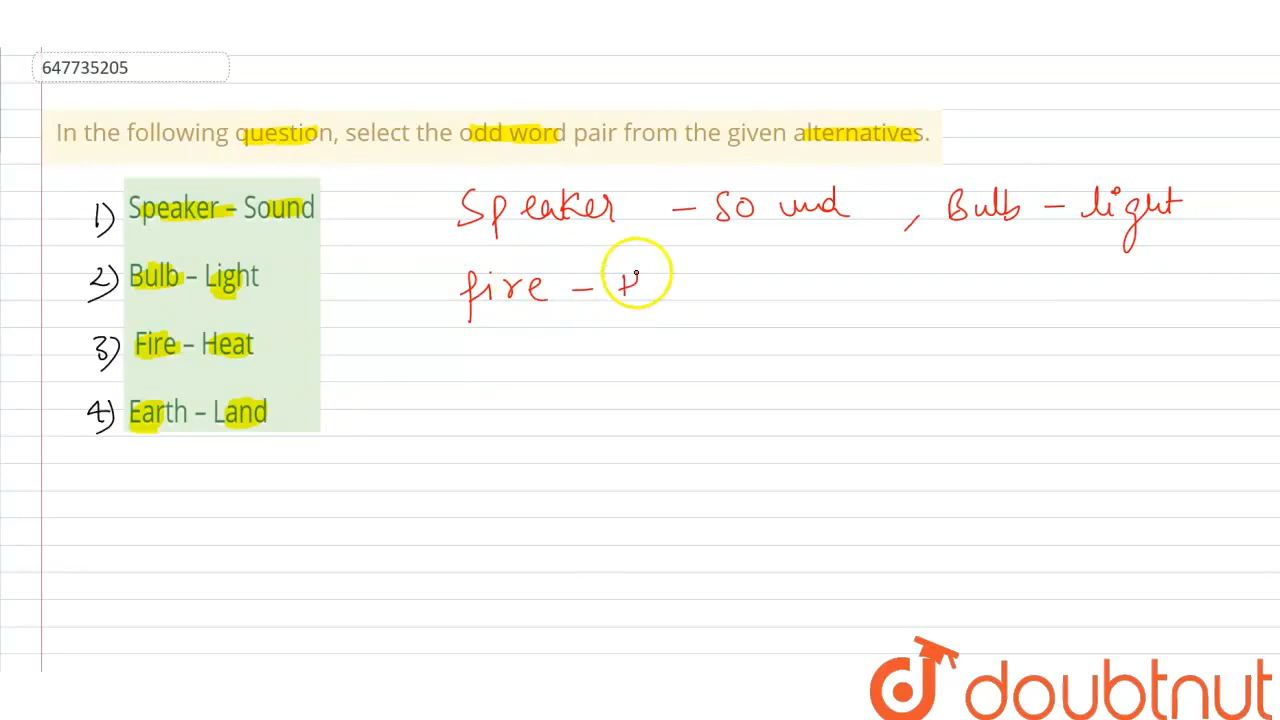 647735205
In the following question, select the odd word pair from the given alternatives.
1) Speaker – Sound
Speaker – Sound , Bulb – light
2) Bulb – Light
fire – H
3) Fire – Heat
4) Earth – Land
doubtnut